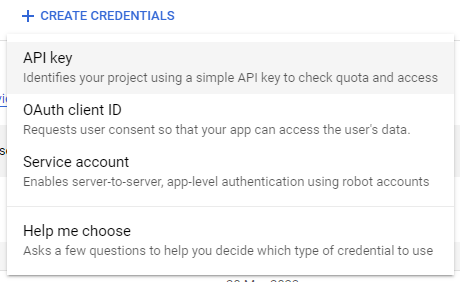 CREATE CREDENTIALS
API key
Identifies your project using a simple API key to check quota and access
OAuth client ID
Requests user consent so that your app can access the user's data.
Service account
Enables server-to-server, app-level authentication using robot accounts
Help me choose
Asks a few questions to help you decide which type of credential to use